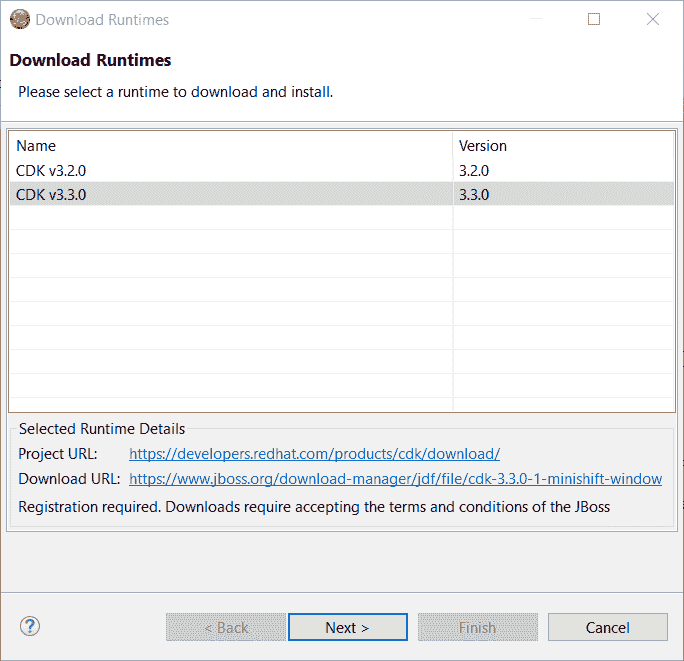 Download Runtimes
Download Runtimes
Please select a runtime to download and install.
Name Version
CDK v3.2.0 3.2.0
CDK v3.3.0 3.3.0
Selected Runtime Details
Project URL: https://developers.redhat.com/products/cdk/download/
Download URL: https://www.jboss.org/download-manager/jdf/file/cdk-3.3.0-1-minishift-window
Registration required. Downloads require accepting the terms and conditions of the JBoss
? < Back Next > Finish Cancel